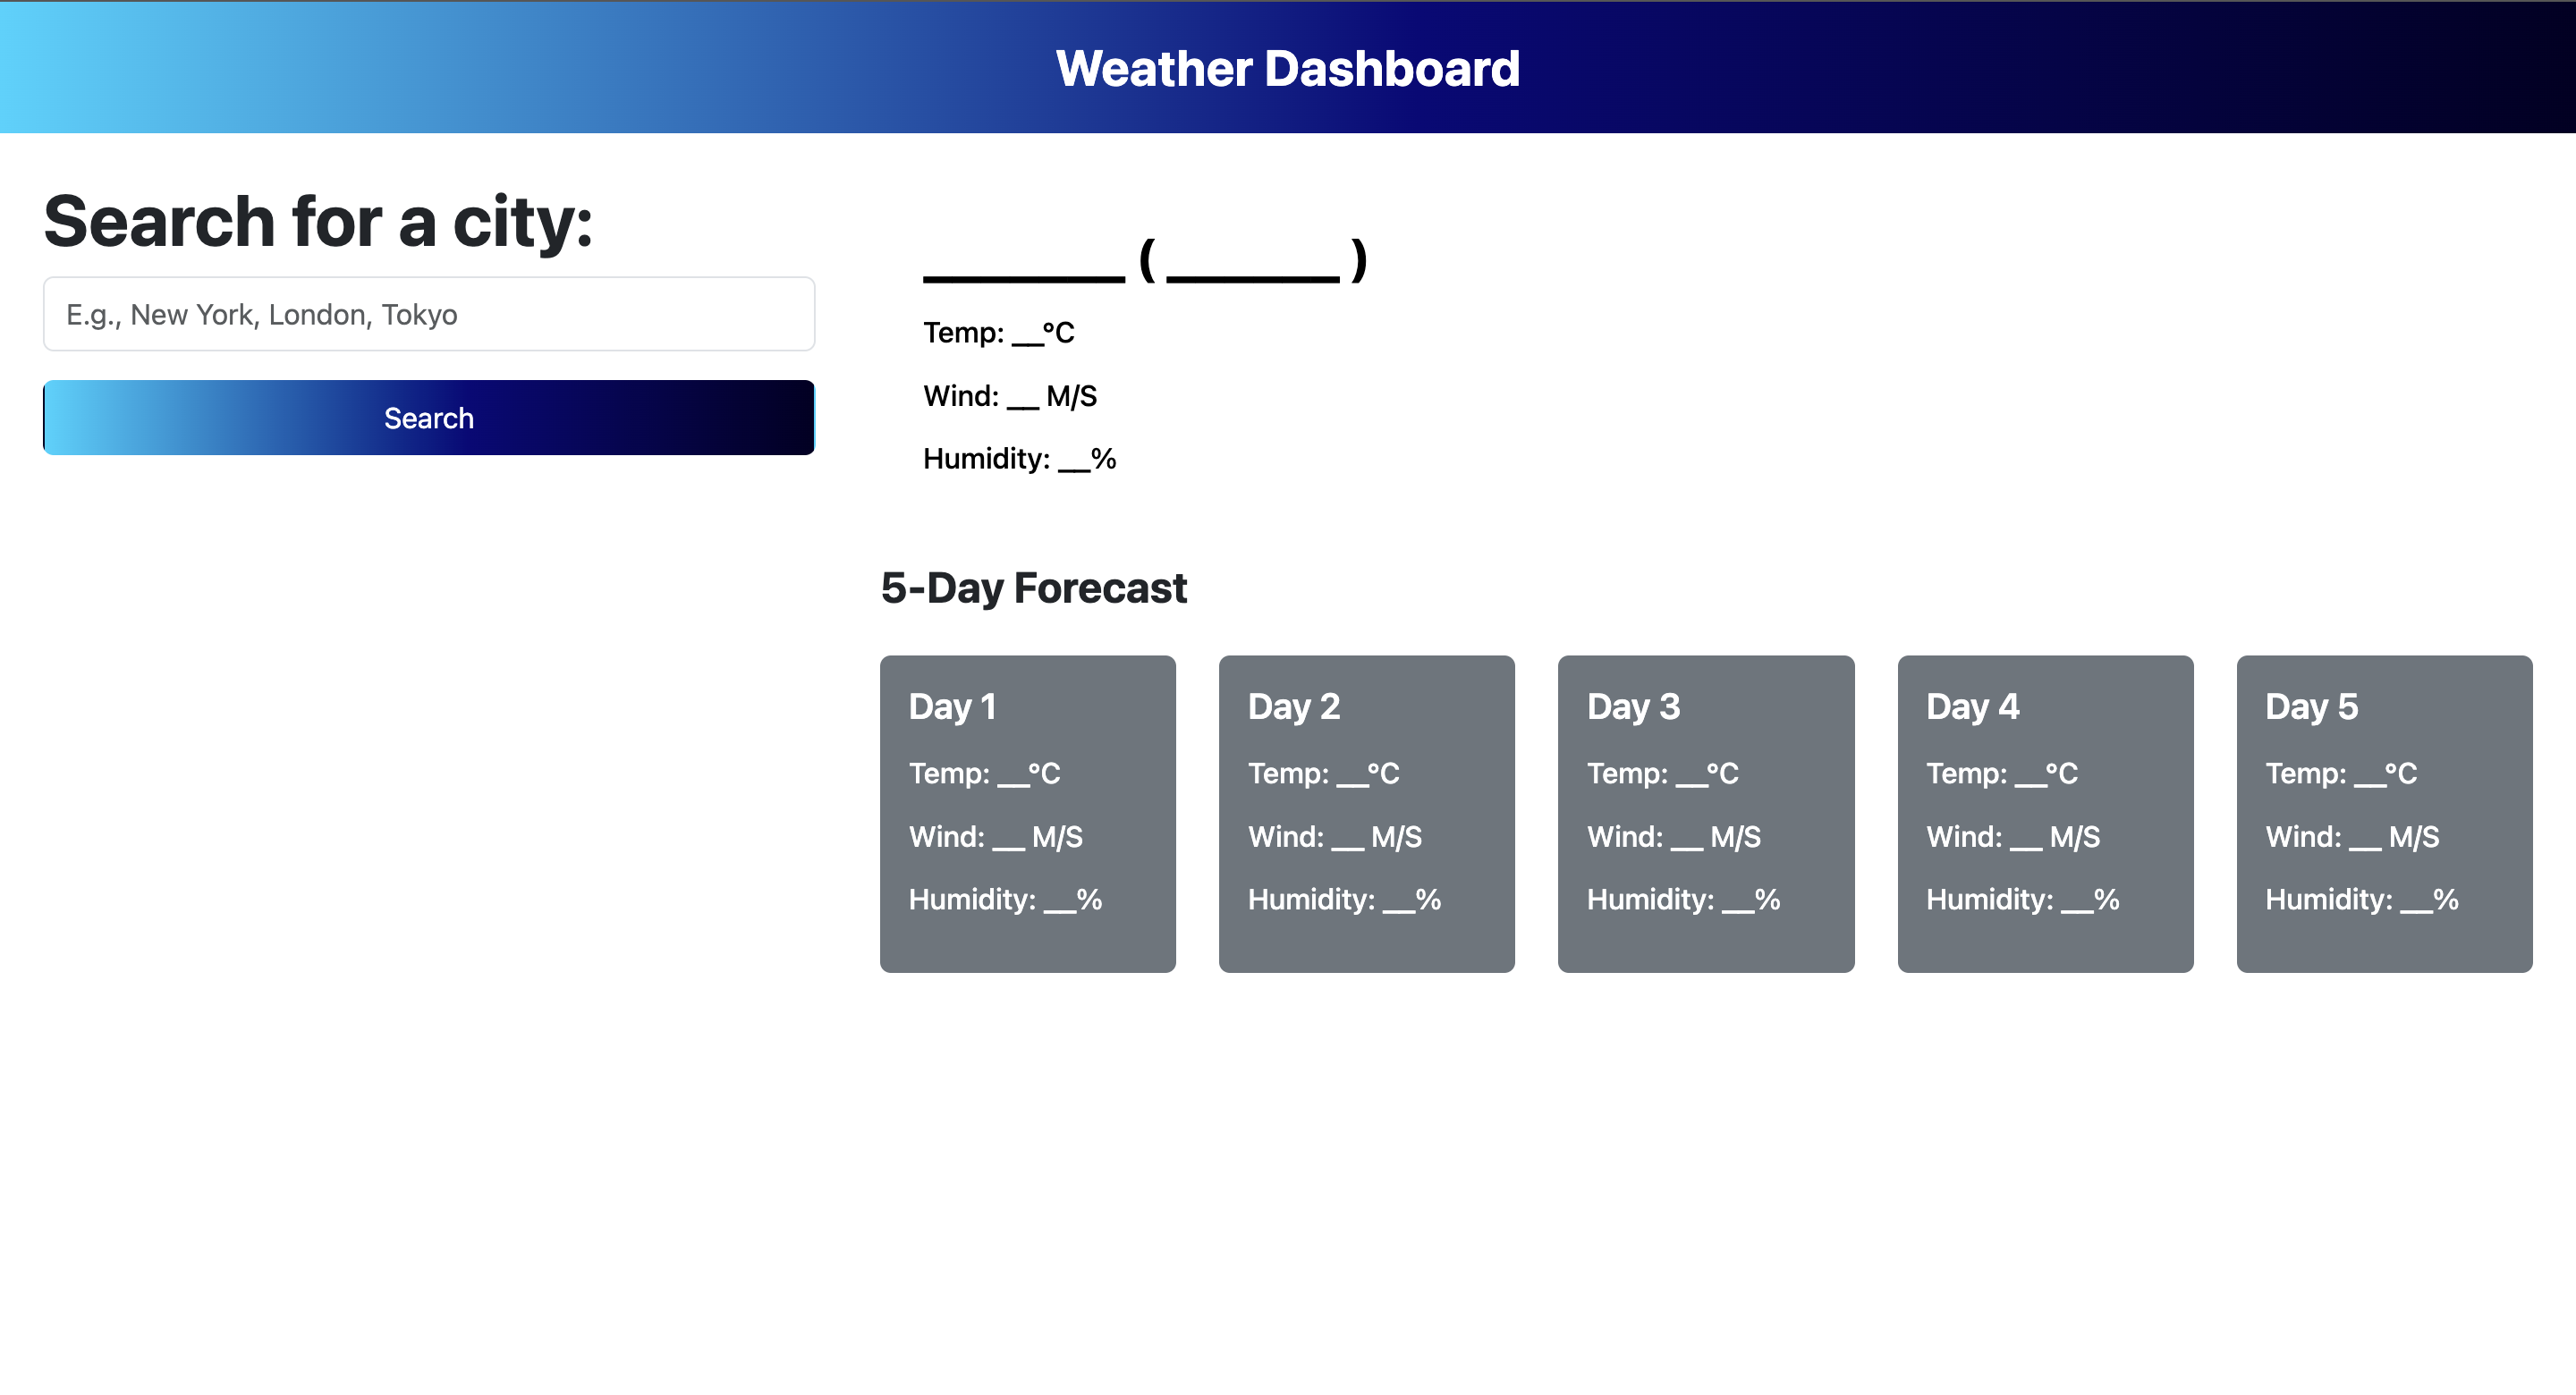 Weather Dashboard
Search for a city:
E.g., New York, London, Tokyo
Search
_______ ( ______ )
Temp: __°C
Wind: __ M/S
Humidity: __%
5-Day Forecast
Day 1
Temp: __°C
Wind: __ M/S
Humidity: __%
Day 2
Temp: __°C
Wind: __ M/S
Humidity: __%
Day 3
Temp: __°C
Wind: __ M/S
Humidity: __%
Day 4
Temp: __°C
Wind: __ M/S
Humidity: __%
Day 5
Temp: __°C
Wind: __ M/S
Humidity: __%